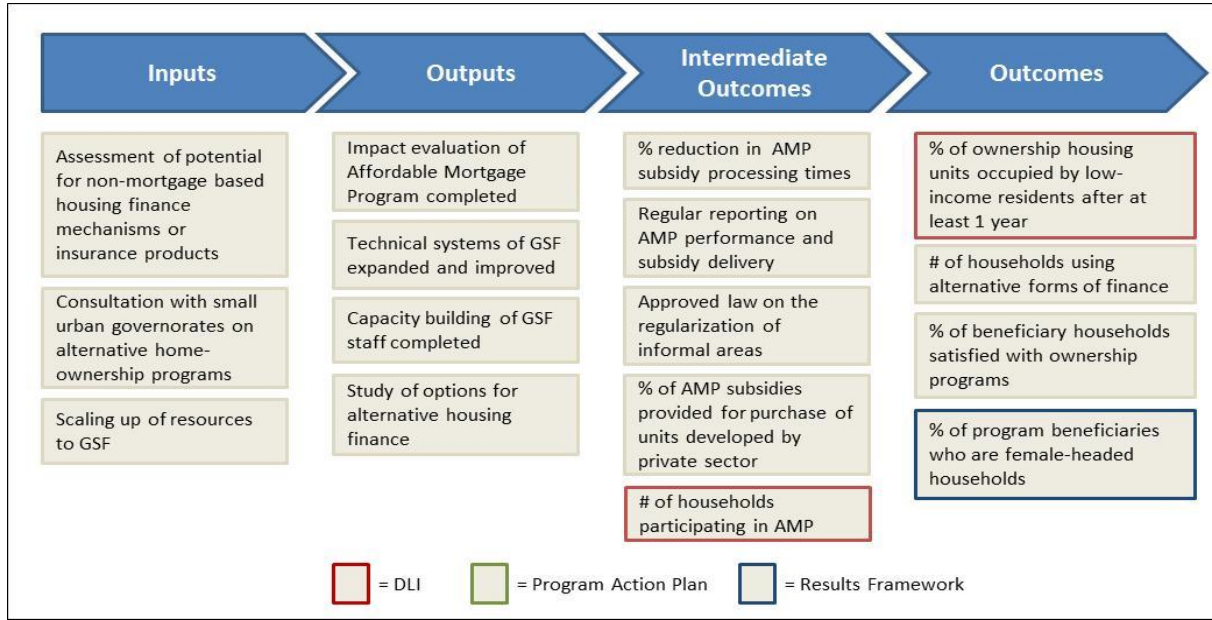 Inputs
Outputs
Intermediate
Outcomes
Outcomes
Assessment of potential
for non-mortgage based
housing finance
mechanisms or
insurance products
Consultation with small
urban governorates on
alternative home-
ownership programs
Scaling up of resources
to GSF
Impact evaluation of
Affordable Mortgage
Program completed
Technical systems of GSF
expanded and improved
Capacity building of GSF
staff completed
Study of options for
alternative housing
finance
% reduction in AMP
subsidy processing times
Regular reporting on
AMP performance and
subsidy delivery
Approved law on the
regularization of
informal areas
% of AMP subsidies
provided for purchase of
units developed by
private sector
# of households
participating in AMP
% of ownership housing
units occupied by low-
income residents after at
least 1 year
# of households using
alternative forms of finance
% of beneficiary households
satisfied with ownership
programs
% of program beneficiaries
who are female-headed
households
= DLI
= Program Action Plan
= Results Framework